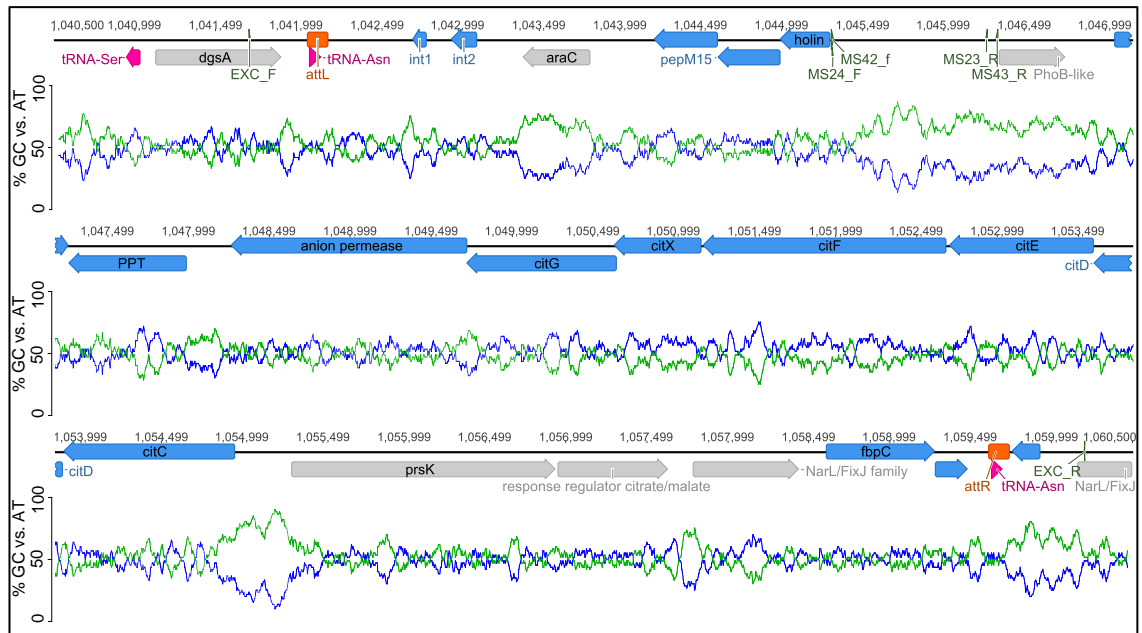 1,040,500 1,040,999 1,041,499 1,041,999 1,042,499 1,042,999 1,043,499 1,043,999 1,044,499 1,044,999 1,045,499 1,045,999 1,046,499 1,046,999
holin
tRNA-Ser dgsA attL tRNA-Asn int1 int2 araC pepM15 MS42_f MS23_R
EXC_F MS24_F MS43_R PhoB-like
% GC vs. AT
100
50
0
1,047,499 1,047,999 1,048,499 1,048,999 1,049,499 1,049,999 1,050,499 1,050,999 1,051,499 1,051,999 1,052,499 1,052,999 1,053,499
anion permease citX citF citE
PPT citG citD
% GC vs. AT
100
50
0
1,053,999 1,054,499 1,054,999 1,055,499 1,055,999 1,056,499 1,056,999 1,057,499 1,057,999 1,058,499 1,058,999 1,059,499 1,059,999 1,060,500
citC fbpC
citD prsK NarL/FixJ family EXC_R
response regulator citrate/malate attR tRNA-Asn NarL/FixJ
% GC vs. AT
100
50
0